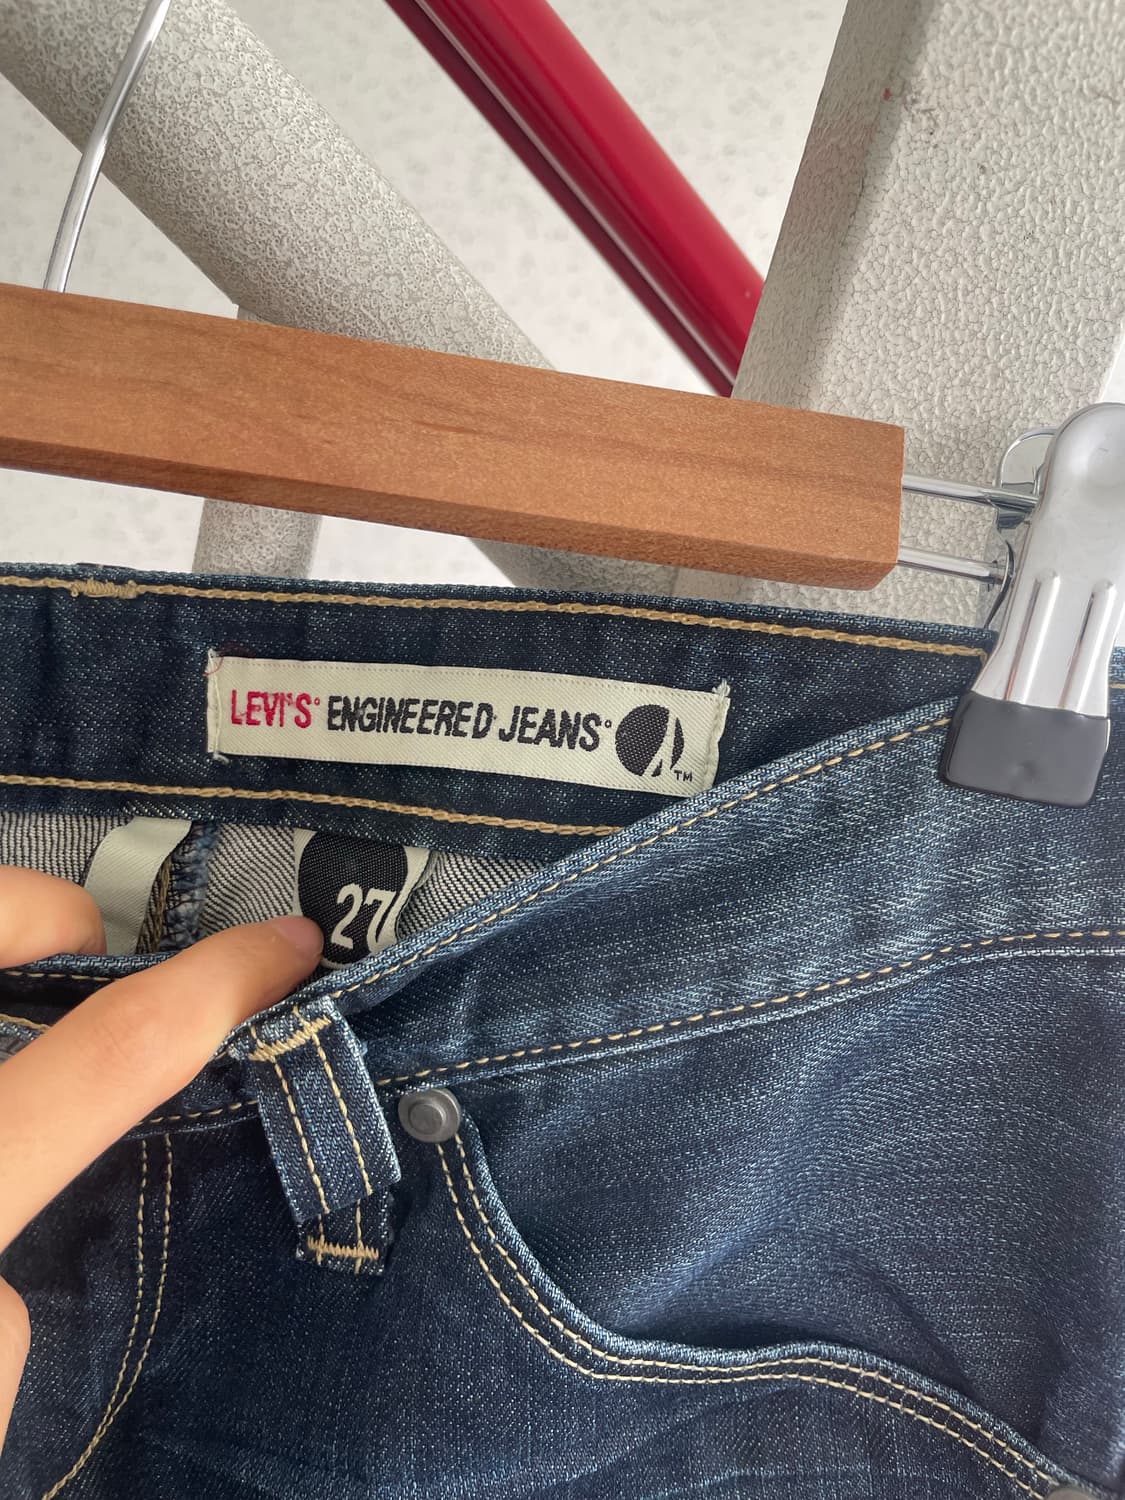 LEVI'S° ENGINEERED JEANS° ™
27